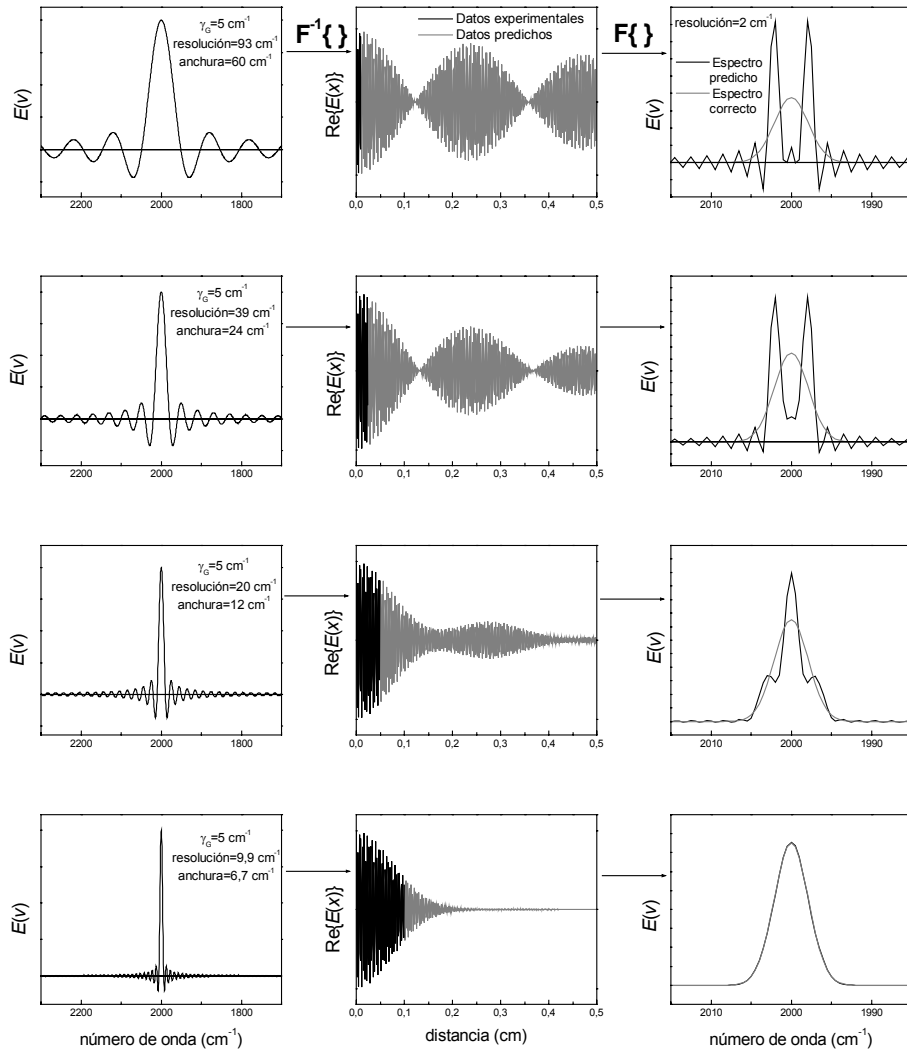 γG=5 cm-1
resolución=93 cm-1
anchura=60 cm-1
E(ν)
2200 2000 1800
F-1{ }
Datos experimentales
Datos predichos
Re{E(x)}
0,0 0,1 0,2 0,3 0,4 0,5
F{ }
resolución=2 cm-1
Espectro
predicho
Espectro
correcto
E(ν)
2010 2000 1990
γG=5 cm-1
resolución=39 cm-1
anchura=24 cm-1
E(ν)
2200 2000 1800
Re{E(x)}
0,0 0,1 0,2 0,3 0,4 0,5
E(ν)
2010 2000 1990
γG=5 cm-1
resolución=20 cm-1
anchura=12 cm-1
E(ν)
2200 2000 1800
Re{E(x)}
0,0 0,1 0,2 0,3 0,4 0,5
E(ν)
2010 2000 1990
γG=5 cm-1
resolución=9,9 cm-1
anchura=6,7 cm-1
E(ν)
2200 2000 1800
número de onda (cm-1)
Re{E(x)}
0,0 0,1 0,2 0,3 0,4 0,5
distancia (cm)
E(ν)
2010 2000 1990
número de onda (cm-1)